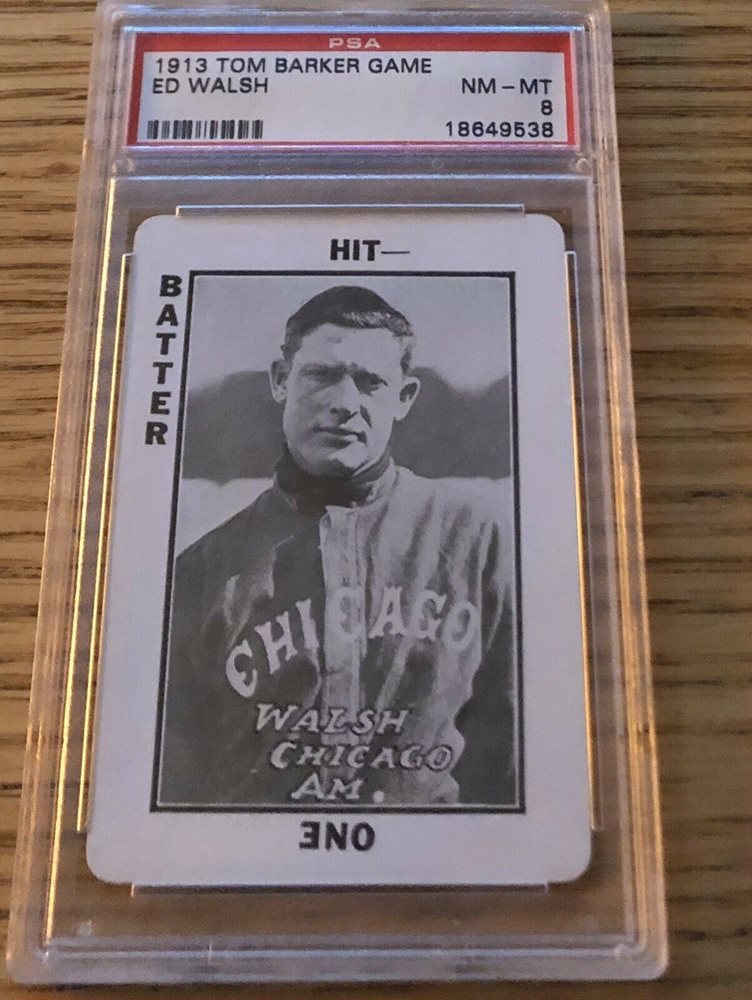 PSA
1913 TOM BARKER GAME
ED WALSH
NM - MT
8
18649538
HIT—
BATTER
CHICAGO
WALSH
CHICAGO
AM.
ONE